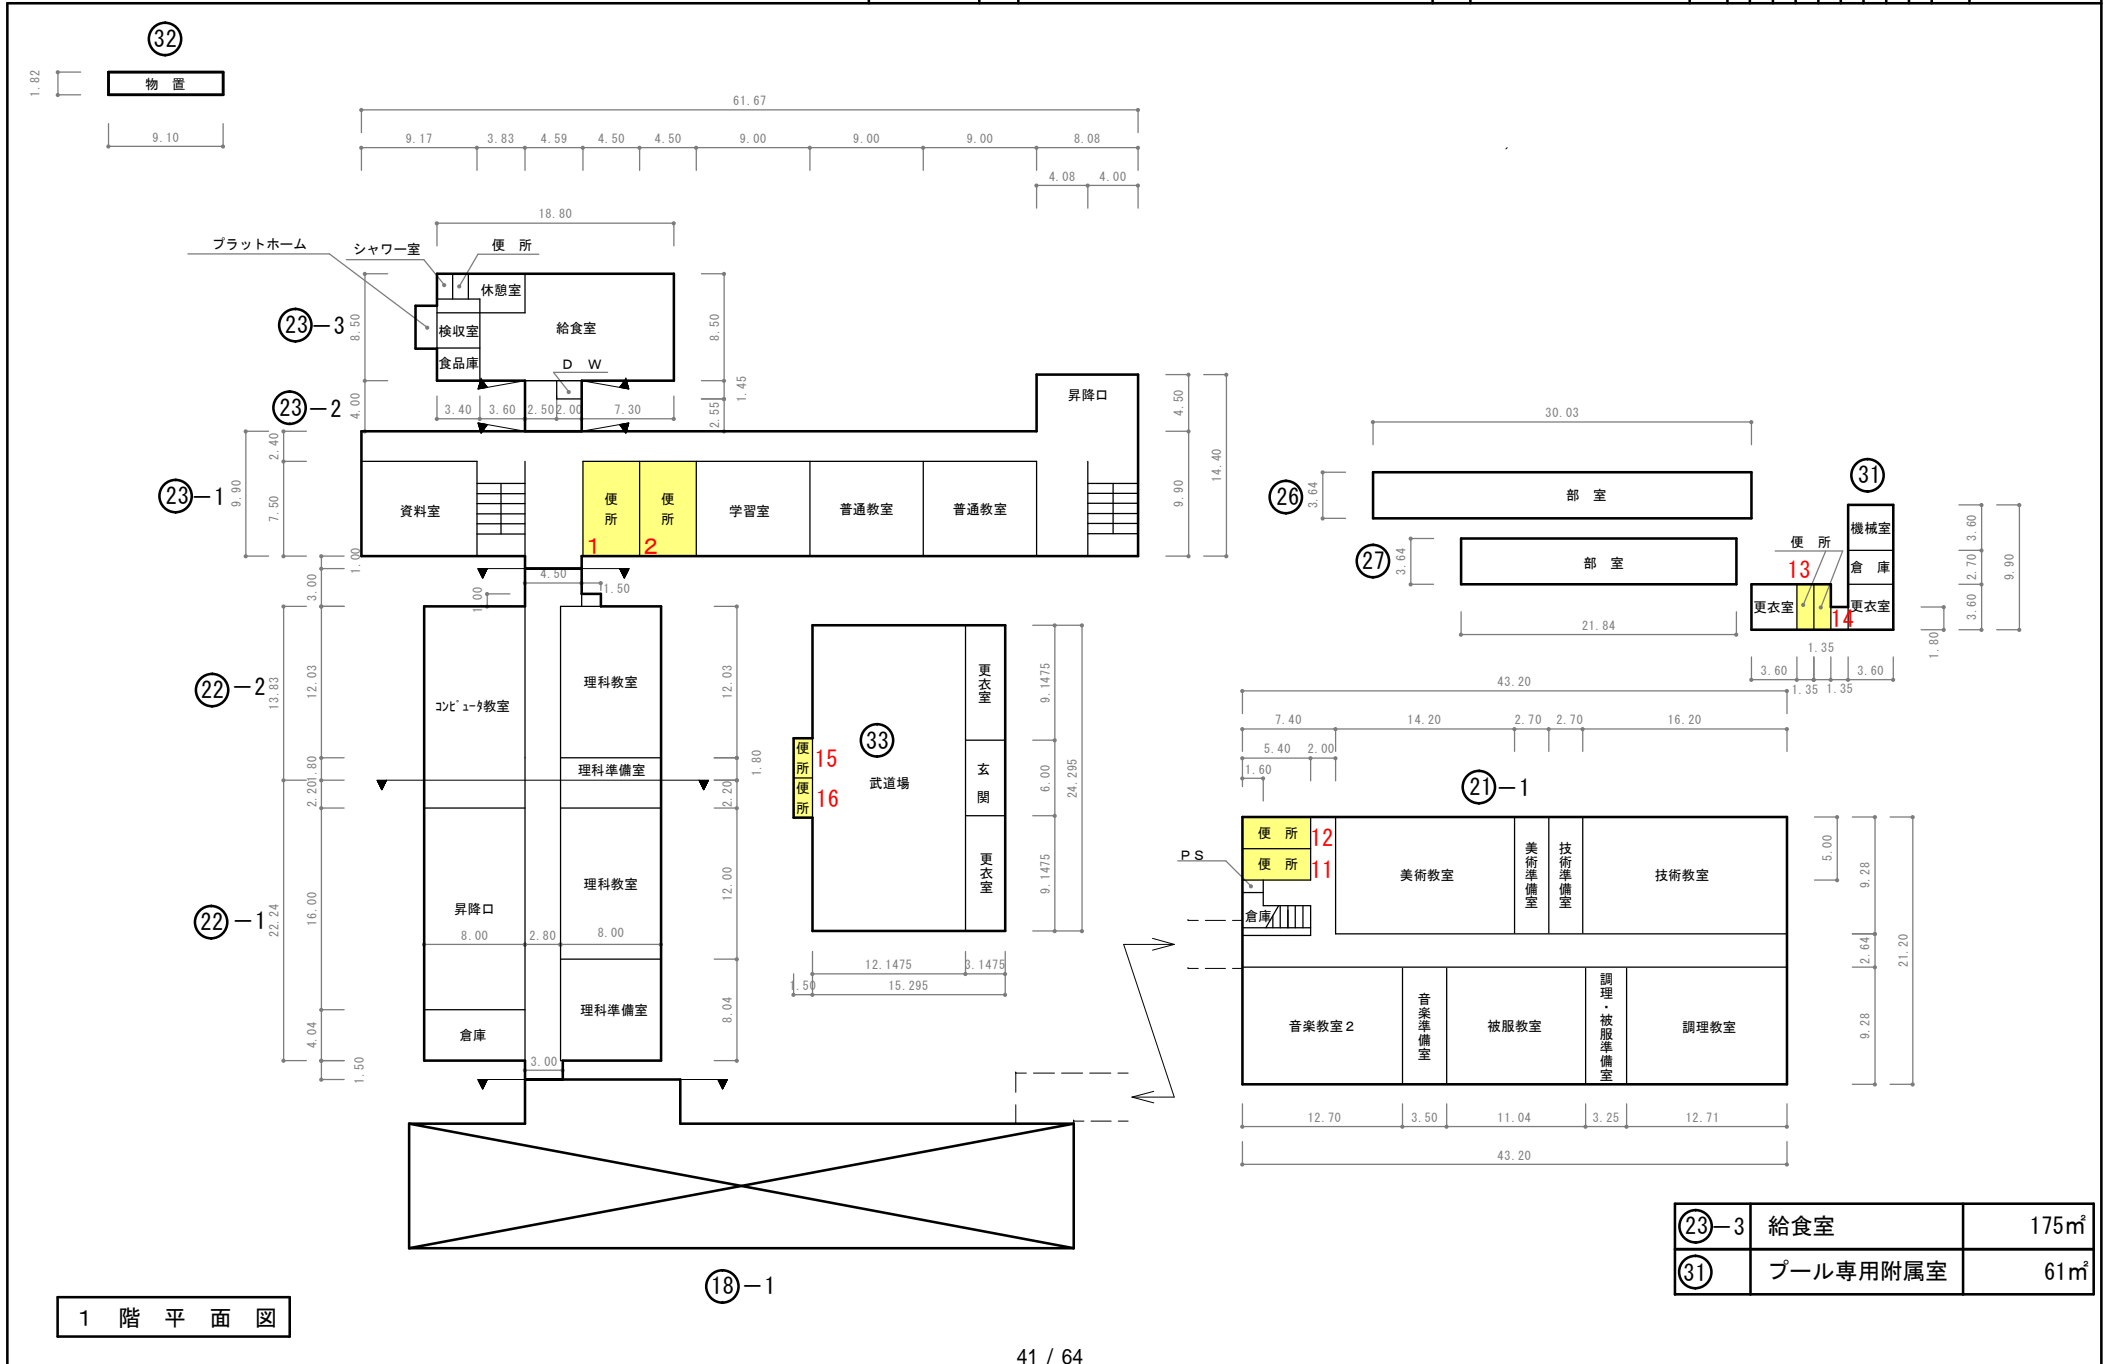 32
物 置
1.82
9.10
61.67
9.17 3.83 4.59 4.50 4.50 9.00 9.00 9.00 8.08
4.08 4.00
18.80
プラットホーム
シャワー室
便 所
休憩室
23-3
8.50
検収室
給食室
食品庫
D W
8.50
1.45
23-2
4.00
3.40 3.60 2.50 2.00 7.30
2.55
昇降口
4.50
14.40
9.90
23-1
9.90
2.40
7.50
資料室
便所
1
便所
2
学習室
普通教室
普通教室
1.00
3.00
4.50
1.50
1.00
30.03
26
3.64
部 室
27
3.64
部 室
21.84
31
機械室
便 所
13
倉 庫
更衣室
14
更衣室
3.60
2.70
3.60
9.90
1.80
1.35
3.60 1.35 1.35 3.60
22-2
13.83
12.03
1.80
2.20
コンピュータ教室
理科教室
理科準備室
12.03
1.80
2.20
更衣室
33
武道場
便所
15
便所
16
玄関
更衣室
9.1475
6.00
24.295
9.1475
12.1475 3.1475
1.50 15.295
22-1
22.24
16.00
4.04
1.50
昇降口
8.00 2.80 8.00
理科教室
理科準備室
倉庫
3.00
12.00
8.04
43.20
7.40 14.20 2.70 2.70 16.20
5.40 2.00
1.60
21-1
便 所
12
便 所
11
PS
倉庫
美術教室
美術準備室
技術準備室
技術教室
5.00
9.28
2.64
21.20
9.28
音楽教室2
音楽準備室
被服教室
調理・被服準備室
調理教室
12.70 3.50 11.04 3.25 12.71
43.20
18-1
23-3 給食室 175㎡
31 プール専用附属室 61㎡
1 階 平 面 図
41 / 64